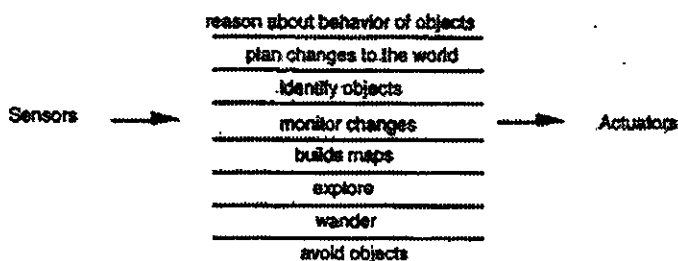 reason about behavior of objects
plan changes to the world
identify objects
Sensors
monitor changes
Actuators
builds maps
explore
wander
avoid objects